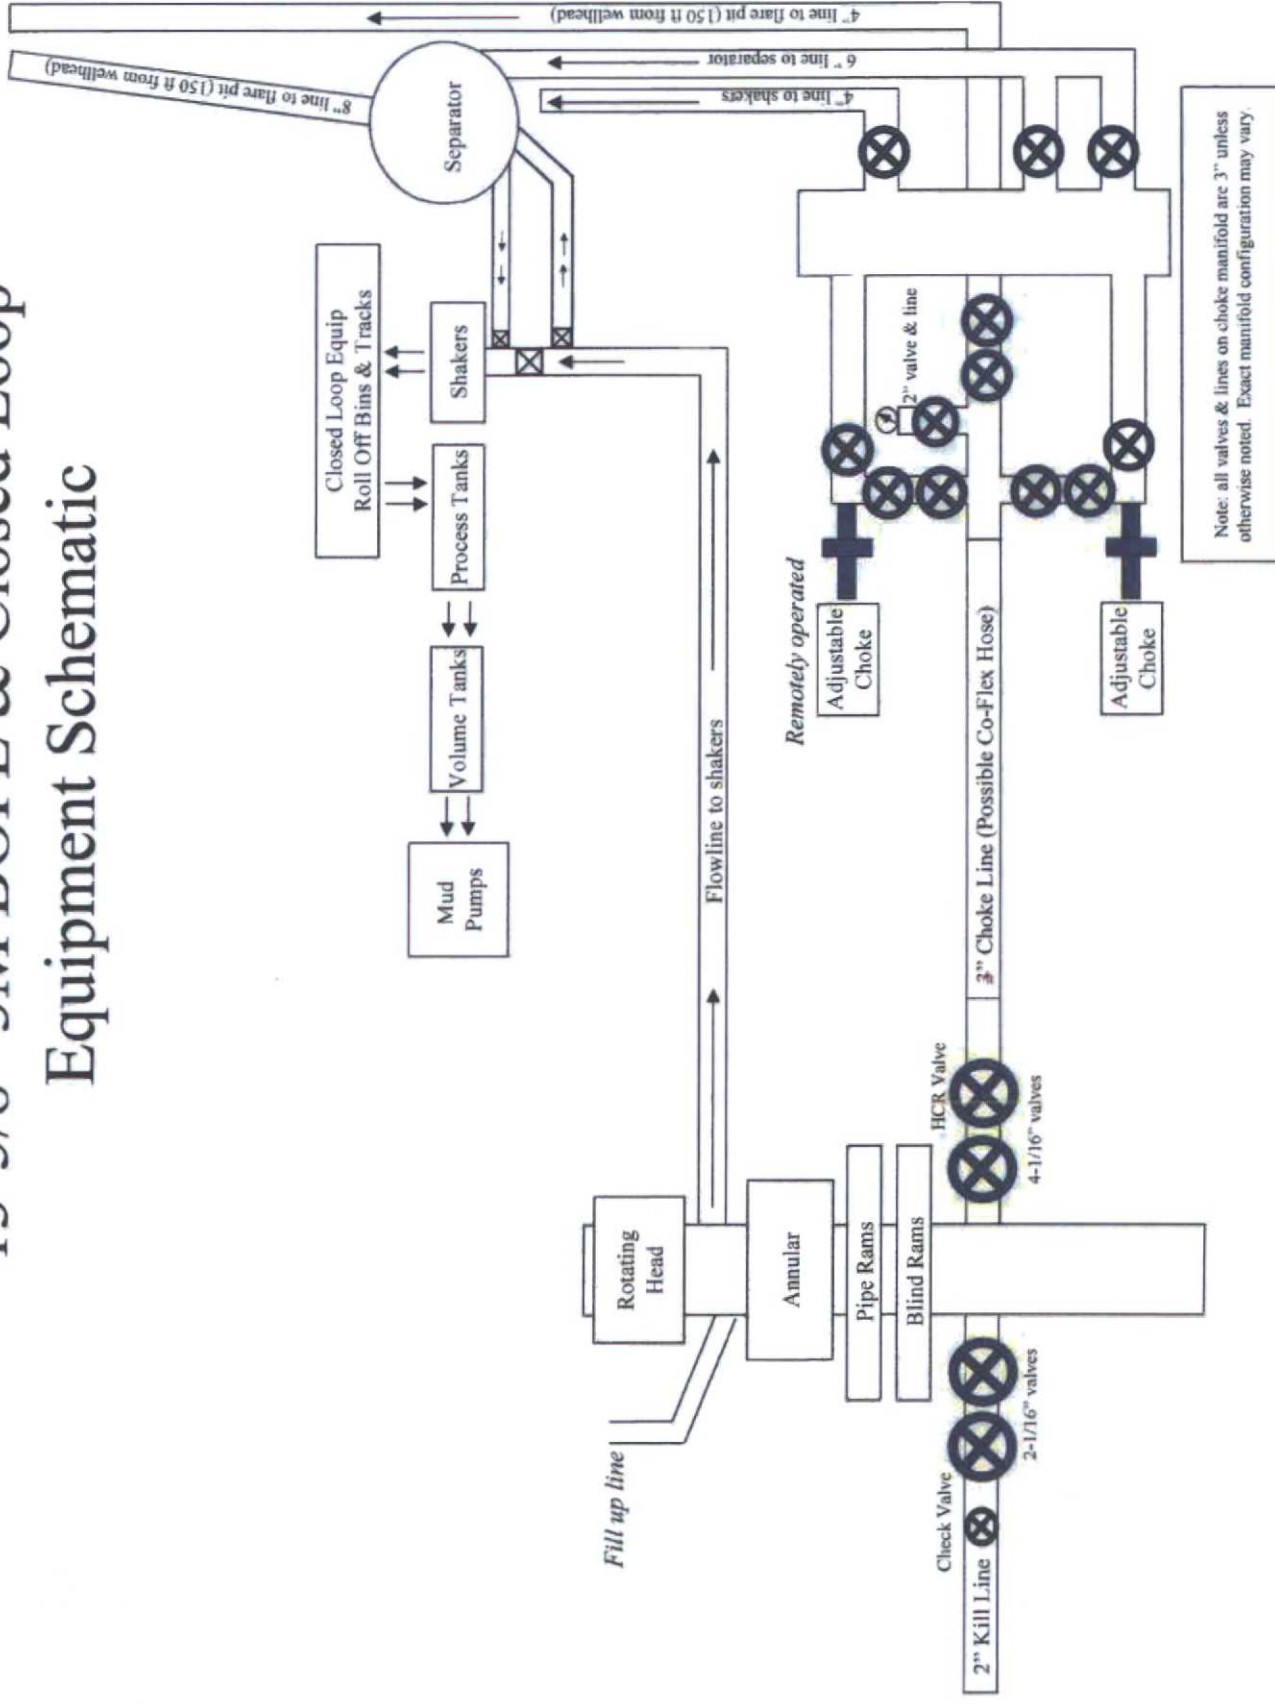 BOPE & Closed Loop
Equipment Schematic
Closed Loop Equip
Roll Off Bins & Tracks
Mud
Pumps
Volume Tanks
Process Tanks
Shakers
Separator
8" line to flare pit (150 ft from wellhead)
4" line to flare pit (150 ft from wellhead)
6" line to separator
4" line to shakers
Fill up line
Rotating
Head
Flowline to shakers
Annular
Pipe Rams
Blind Rams
Remotely operated
Adjustable
Choke
2" valve & line
Check Valve
HCR Valve
2" Kill Line
3" Choke Line (Possible Co-Flex Hose)
2-1/16" valves
4-1/16" valves
Adjustable
Choke
Note: all valves & lines on choke manifold are 3" unless
otherwise noted. Exact manifold configuration may vary.